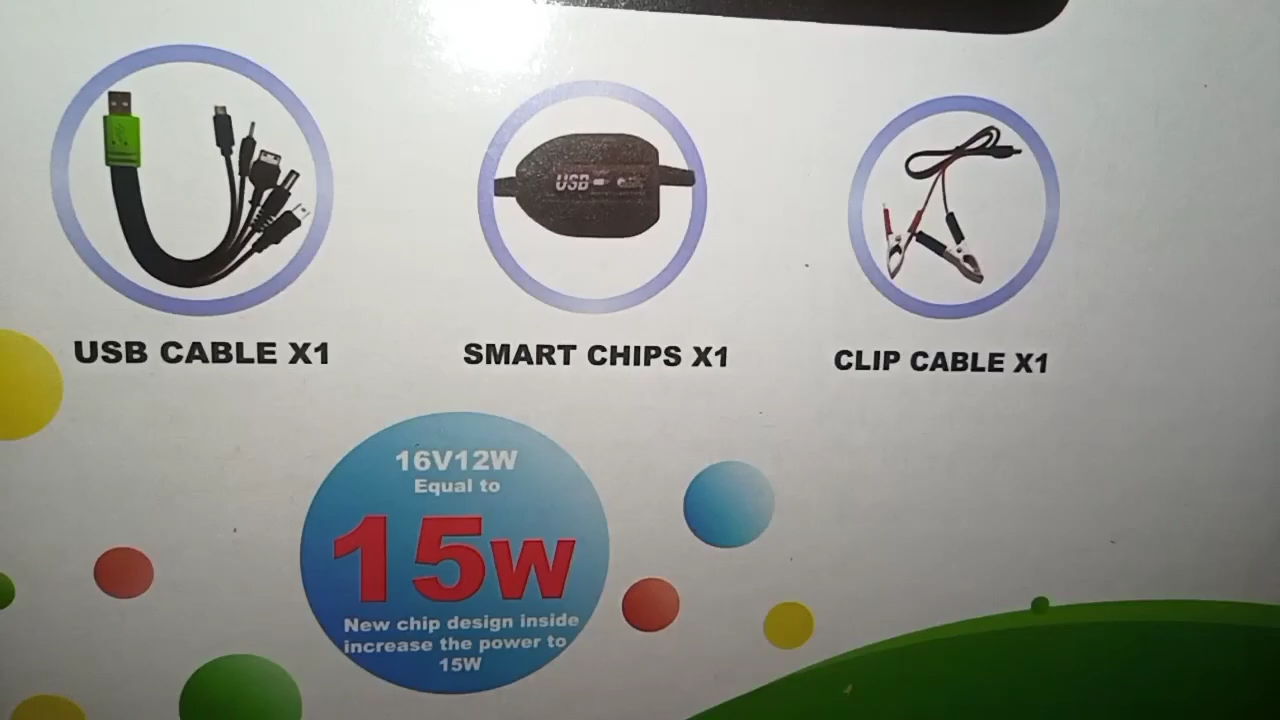 USB
USB CABLE X1
SMART CHIPS X1
CLIP CABLE X1
16V12W
Equal to
15W
New chip design inside
increase the power to
15W